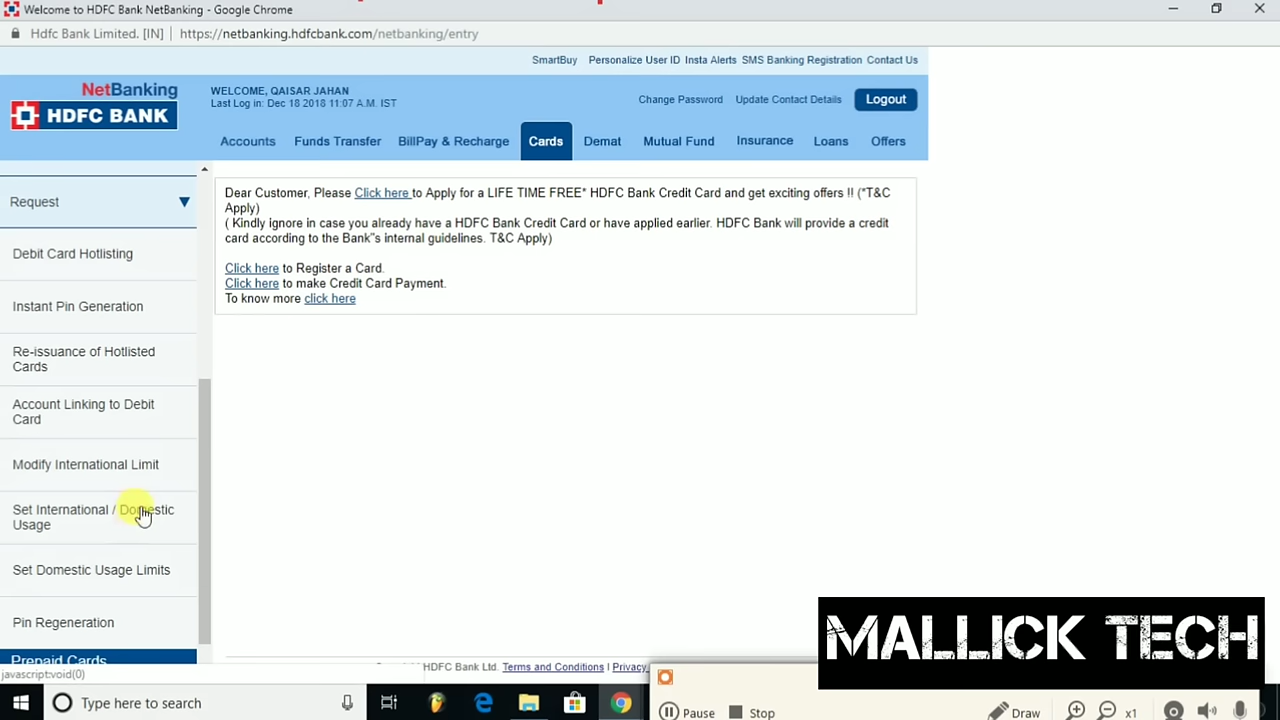 Welcome to HDFC Bank NetBanking - Google Chrome
Hdfc Bank Limited. [IN] | https://netbanking.hdfcbank.com/netbanking/entry
SmartBuy Personalize User ID Insta Alerts SMS Banking Registration Contact Us
NetBanking
HDFC BANK
WELCOME, QAISAR JAHAN
Last Log in: Dec 18 2018 11:07 A.M. IST
Change Password Update Contact Details Logout
Accounts Funds Transfer BillPay & Recharge Cards Demat Mutual Fund Insurance Loans Offers
Request
Debit Card Hotlisting
Instant Pin Generation
Re-issuance of Hotlisted
Cards
Account Linking to Debit
Card
Modify International Limit
Set International / Domestic
Usage
Set Domestic Usage Limits
Pin Regeneration
Prepaid Cards
Dear Customer, Please Click here to Apply for a LIFE TIME FREE* HDFC Bank Credit Card and get exciting offers !! (*T&C
Apply)
( Kindly ignore in case you already have a HDFC Bank Credit Card or have applied earlier. HDFC Bank will provide a credit
card according to the Bank"s internal guidelines. T&C Apply)
Click here to Register a Card.
Click here to make Credit Card Payment.
To know more click here
HDFC Bank Ltd. Terms and Conditions | Privacy
javascript:void(0)
MALLICK TECH
Type here to search
Pause Stop Draw x1